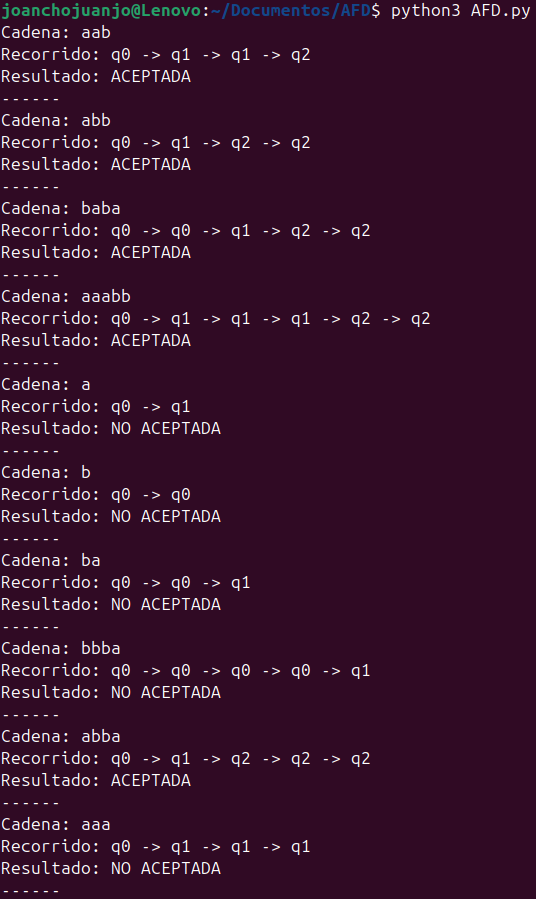 joanchojuanjo@Lenovo:~/Documentos/AFD$ python3 AFD.py
Cadena: aab
Recorrido: q0 -> q1 -> q1 -> q2
Resultado: ACEPTADA
------
Cadena: abb
Recorrido: q0 -> q1 -> q2 -> q2
Resultado: ACEPTADA
------
Cadena: baba
Recorrido: q0 -> q0 -> q1 -> q2 -> q2
Resultado: ACEPTADA
------
Cadena: aaabb
Recorrido: q0 -> q1 -> q1 -> q1 -> q2 -> q2
Resultado: ACEPTADA
------
Cadena: a
Recorrido: q0 -> q1
Resultado: NO ACEPTADA
------
Cadena: b
Recorrido: q0 -> q0
Resultado: NO ACEPTADA
------
Cadena: ba
Recorrido: q0 -> q0 -> q1
Resultado: NO ACEPTADA
------
Cadena: bbba
Recorrido: q0 -> q0 -> q0 -> q0 -> q1
Resultado: NO ACEPTADA
------
Cadena: abba
Recorrido: q0 -> q1 -> q2 -> q2 -> q2
Resultado: ACEPTADA
------
Cadena: aaa
Recorrido: q0 -> q1 -> q1 -> q1
Resultado: NO ACEPTADA
------